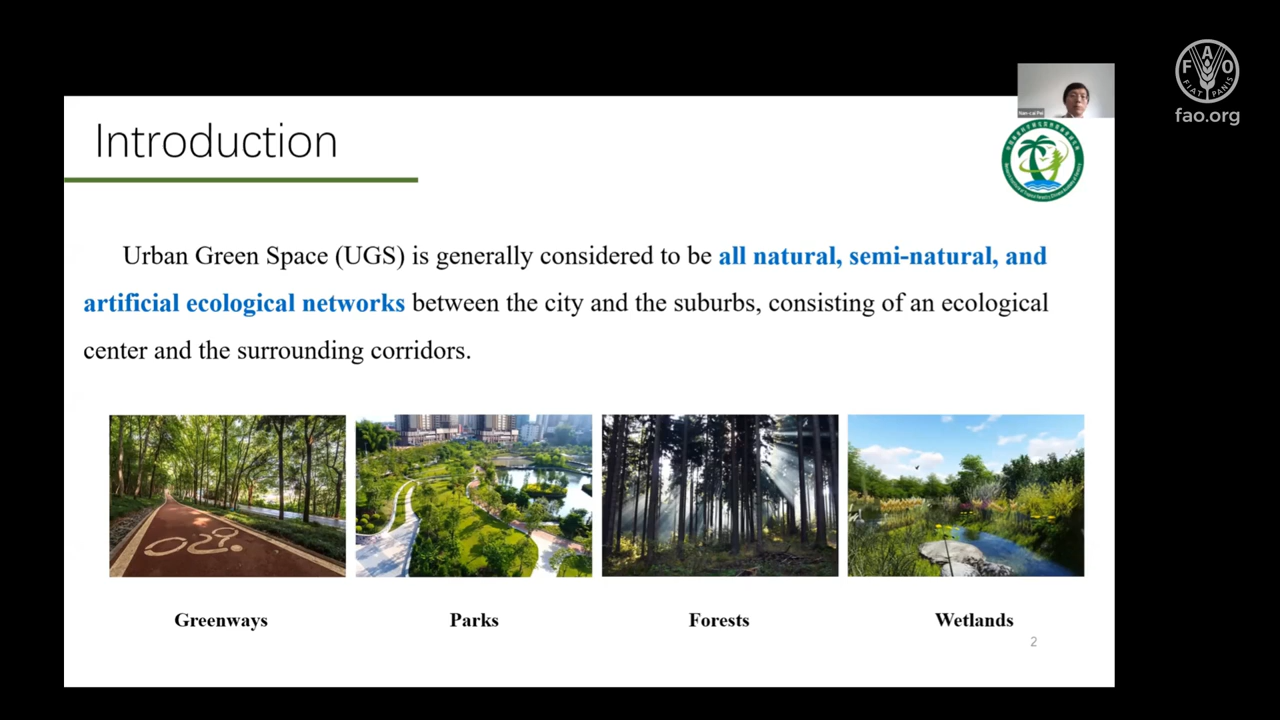 F A O
FIAT PANIS
fao.org
Introduction
Urban Green Space (UGS) is generally considered to be all natural, semi-natural, and
artificial ecological networks between the city and the suburbs, consisting of an ecological
center and the surrounding corridors.
Greenways
Parks
Forests
Wetlands
2